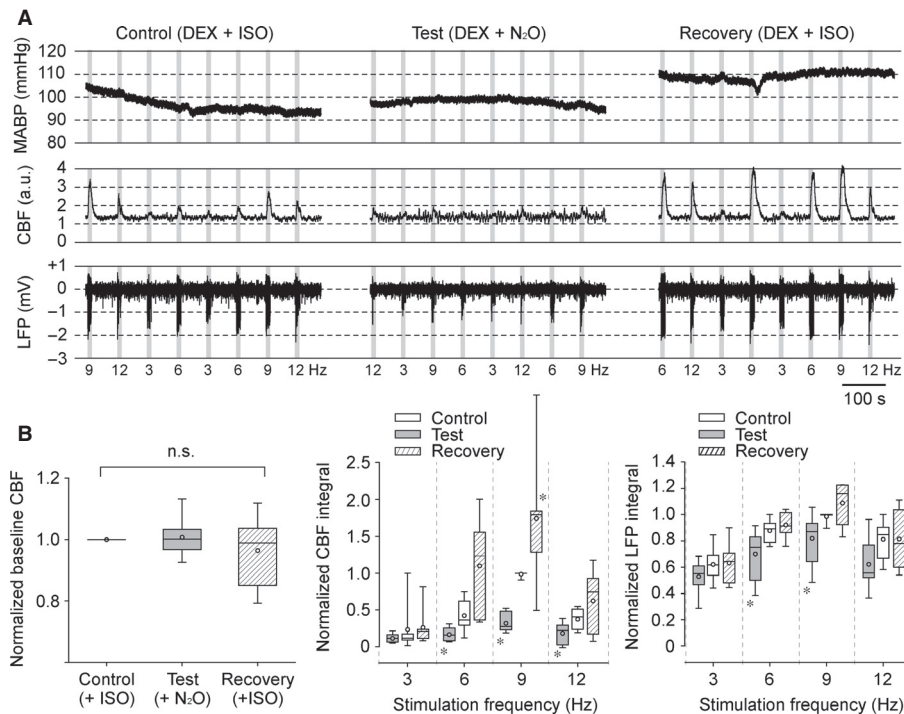 A
Control (DEX + ISO) Test (DEX + N₂O) Recovery (DEX + ISO)
MABP (mmHg)
120
110
100
90
80
CBF (a.u.)
4
3
2
1
0
LFP (mV)
+1
0
−1
−2
−3
9 12 3 6 3 6 9 12 Hz
12 9 3 6 3 6 12 9 Hz
6 12 3 9 3 6 9 12 Hz
100 s
B
Normalized baseline CBF
1.2
1.0
0.8
n.s.
Control (+ ISO)
Test (+ N₂O)
Recovery (+ISO)
Control
Test
Recovery
Normalized CBF integral
2.5
2.0
1.5
1.0
0.5
0
*
*
*
*
3 6 9 12
Stimulation frequency (Hz)
Control
Test
Recovery
Normalized LFP integral
1.4
1.2
1.0
0.8
0.6
0.4
0.2
0
*
*
3 6 9 12
Stimulation frequency (Hz)